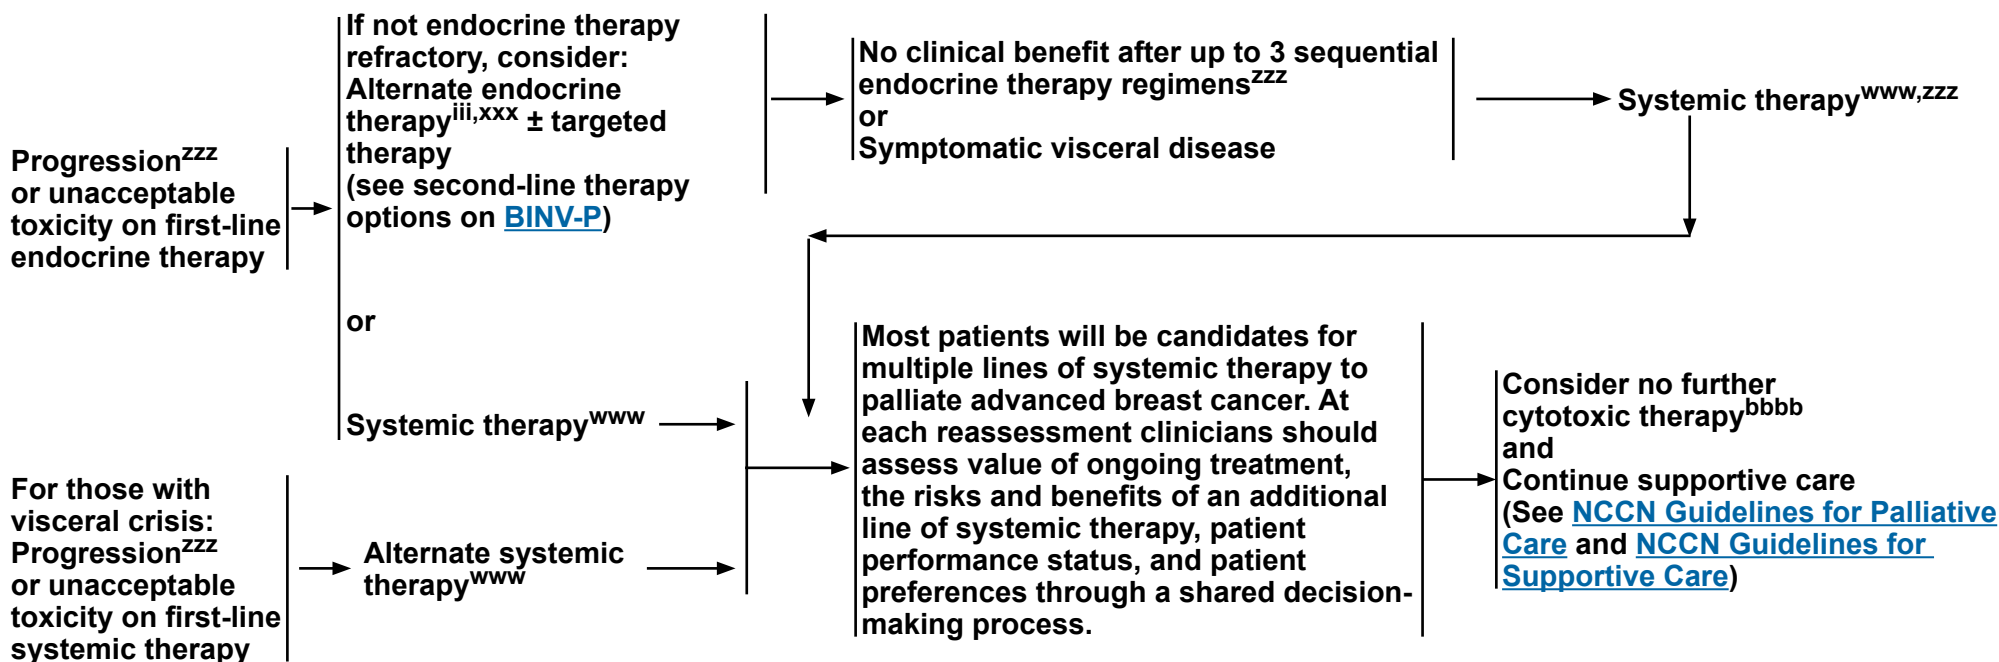 Progressionzzz
or unacceptable
toxicity on first-line
endocrine therapy
If not endocrine therapy
refractory, consider:
Alternate endocrine
therapyiii,xxx ± targeted
therapy
(see second-line therapy
options on BINV-P)
or
Systemic therapywww
No clinical benefit after up to 3 sequential
endocrine therapy regimenszzz
or
Symptomatic visceral disease
Systemic therapywww,zzz
For those with
visceral crisis:
Progressionzzz
or unacceptable
toxicity on first-line
systemic therapy
Alternate systemic
therapywww
Most patients will be candidates for
multiple lines of systemic therapy to
palliate advanced breast cancer. At
each reassessment clinicians should
assess value of ongoing treatment,
the risks and benefits of an additional
line of systemic therapy, patient
performance status, and patient
preferences through a shared decision-
making process.
Consider no further
cytotoxic therapybbbb
and
Continue supportive care
(See NCCN Guidelines for Palliative
Care and NCCN Guidelines for
Supportive Care)